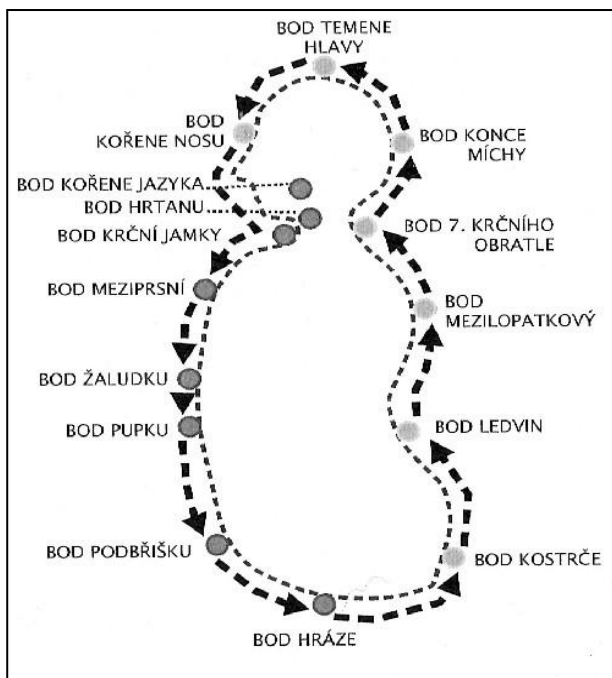 BOD TEMENE
HLAVY
BOD
KOŘENE NOSU
BOD KONCE
MÍCHY
BOD KOŘENE JAZYKA
BOD HRTANU
BOD KRČNÍ JAMKY
BOD 7. KRČNÍHO
OBRATLE
BOD MEZIPRSNÍ
BOD
MEZILOPATKOVÝ
BOD ŽALUDKU
BOD PUPKU
BOD LEDVIN
BOD PODBŘIŠKU
BOD KOSTRČE
BOD HRÁZE